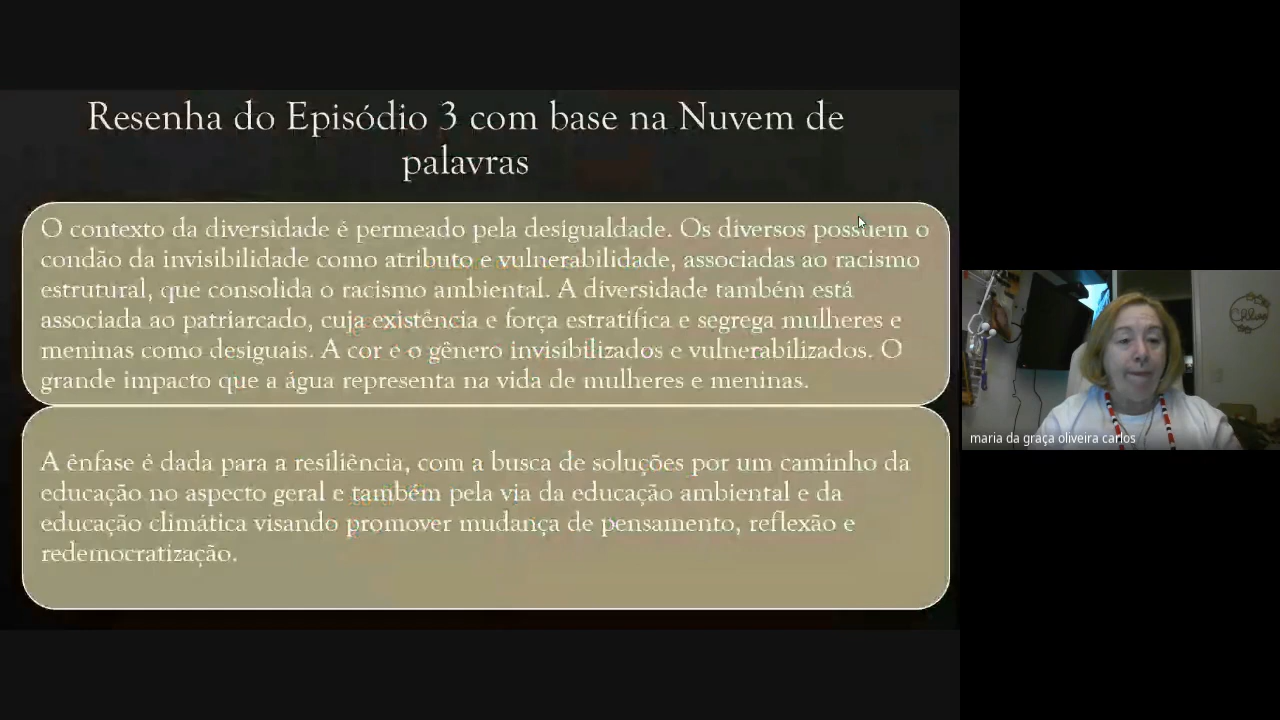 Resenha do Episódio 3 com base na Nuvem de
palavras
O contexto da diversidade é permeado pela desigualdade. Os diversos possuem o
condão da invisibilidade como atributo e vulnerabilidade, associadas ao racismo
estrutural, que consolida o racismo ambiental. A diversidade também está
associada ao patriarcado, cuja existência e força estratifica e segrega mulheres e
meninas como desiguais. A cor e o gênero invisibilizados e vulnerabilizados. O
grande impacto que a água representa na vida de mulheres e meninas.
A ênfase é dada para a resiliência, com a busca de soluções por um caminho da
educação no aspecto geral e também pela via da educação ambiental e da
educação climática visando promover mudança de pensamento, reflexão e
redemocratização.
maria da graça oliveira carlos